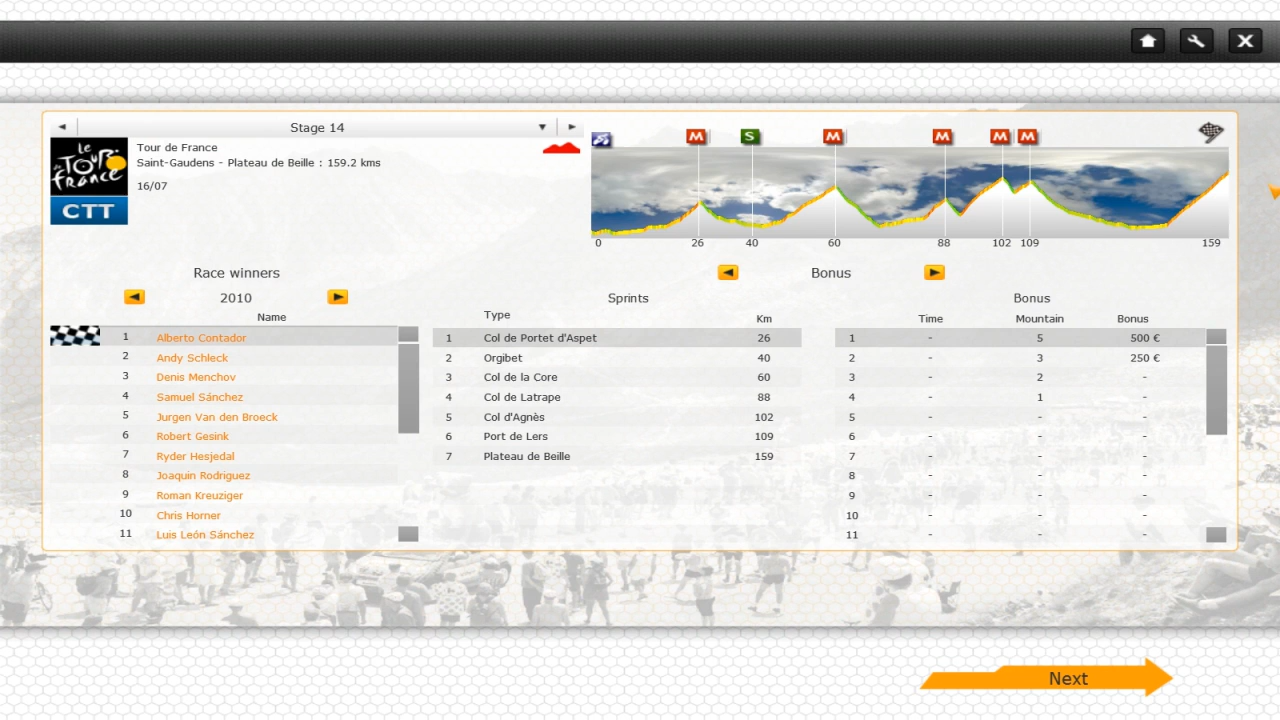 Stage 14
Le
TOUR
de
FRANCE
CTT
Tour de France
Saint-Gaudens - Plateau de Beille : 159.2 kms
16/07
M S M M M M
0 26 40 60 88 102 109 159
Race winners
2010
Name
1 Alberto Contador
2 Andy Schleck
3 Denis Menchov
4 Samuel Sánchez
5 Jurgen Van den Broeck
6 Robert Gesink
7 Ryder Hesjedal
8 Joaquin Rodriguez
9 Roman Kreuziger
10 Chris Horner
11 Luis León Sánchez
Bonus
Sprints
Type Km
1 Col de Portet d'Aspet 26
2 Orgibet 40
3 Col de la Core 60
4 Col de Latrape 88
5 Col d'Agnès 102
6 Port de Lers 109
7 Plateau de Beille 159
Bonus
Time Mountain Bonus
1 - 5 500 €
2 - 3 250 €
3 - 2 -
4 - 1 -
5 - - -
6 - - -
7 - - -
8 - - -
9 - - -
10 - - -
11 - - -
Next